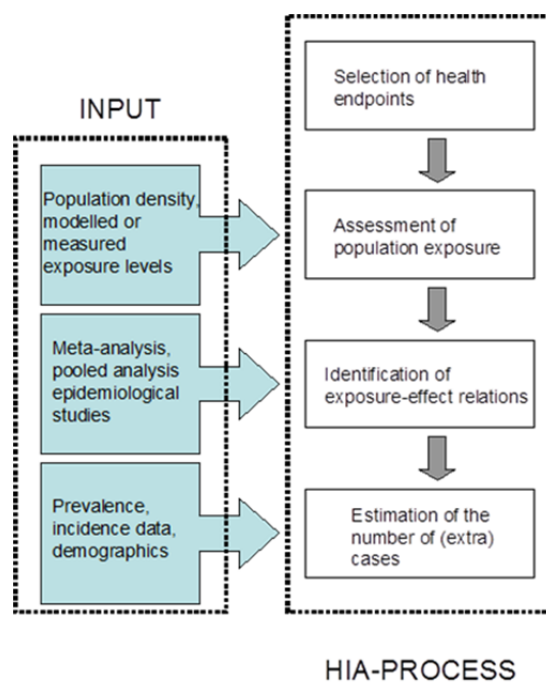 INPUT
Population density,
modelled or
measured
exposure levels
Meta-analysis,
pooled analysis
epidemiological
studies
Prevalence,
incidence data,
demographics
Selection of health
endpoints
Assessment of
population exposure
Identification of
exposure-effect relations
Estimation of the
number of (extra)
cases
HIA-PROCESS